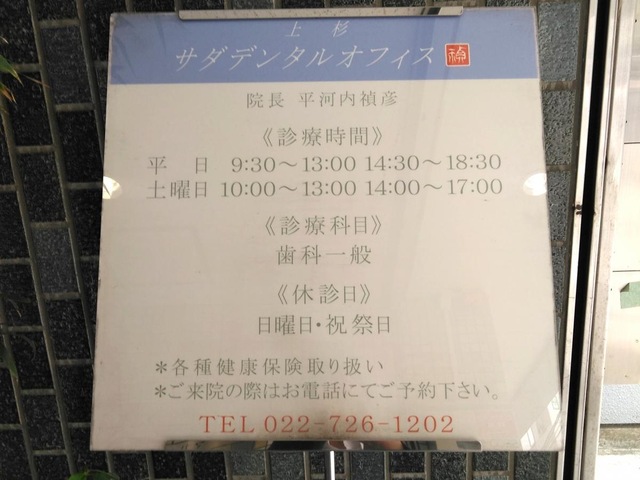 上杉
サダデンタルオフィス 禎
院長 平河内禎彦
《診療時間》
平 日 9:30～13:00 14:30～18:30
土曜日 10:00～13:00 14:00～17:00
《診療科目》
歯科一般
《休診日》
日曜日・祝祭日
＊各種健康保険取り扱い
＊ご来院の際はお電話にてご予約下さい。
TEL 022-726-1202